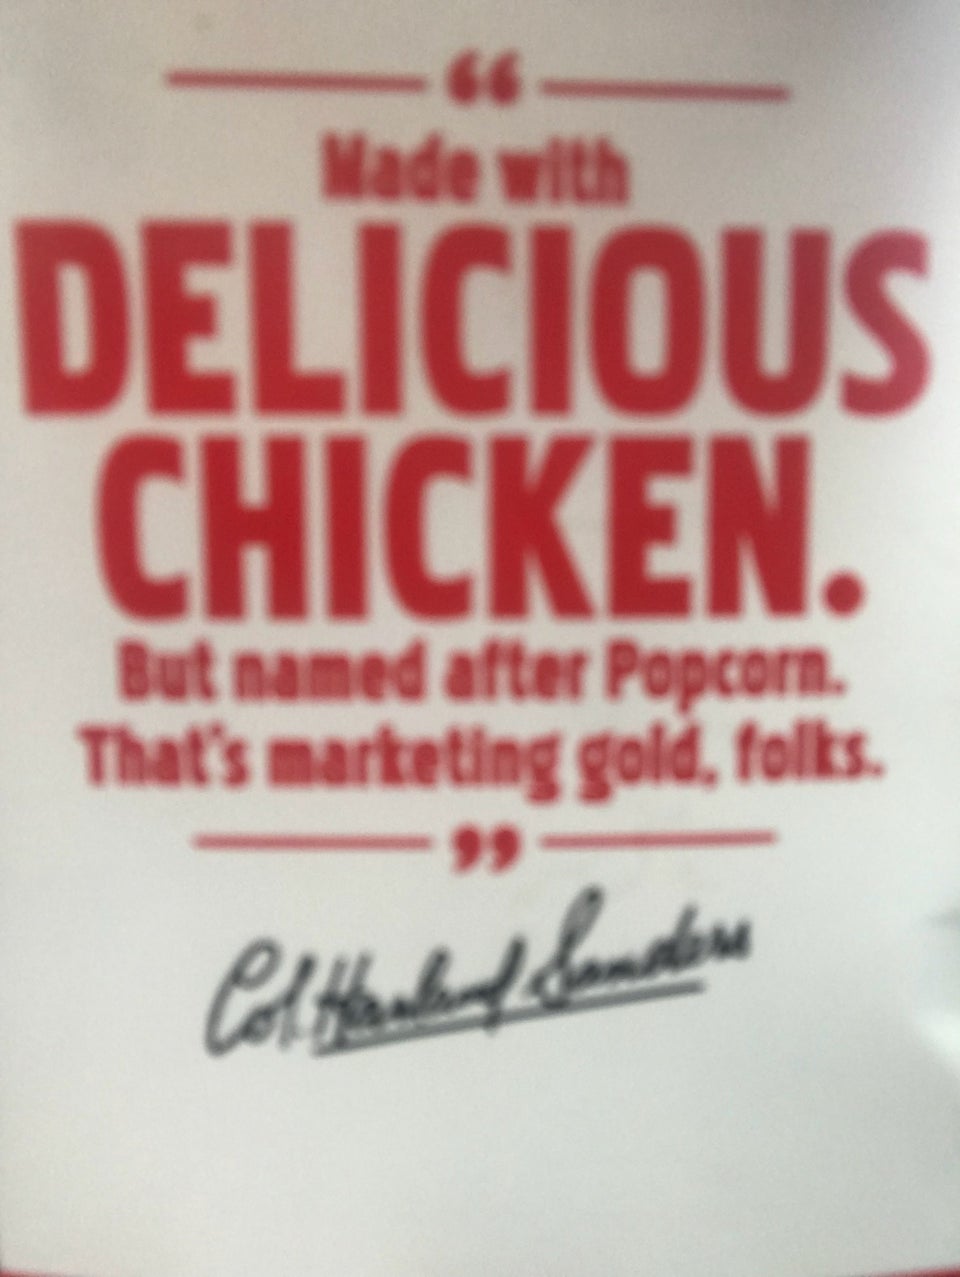 “
Made with
DELICIOUS
CHICKEN.
But named after Popcorn.
That's marketing gold, folks.
”
Col. Harland Sanders